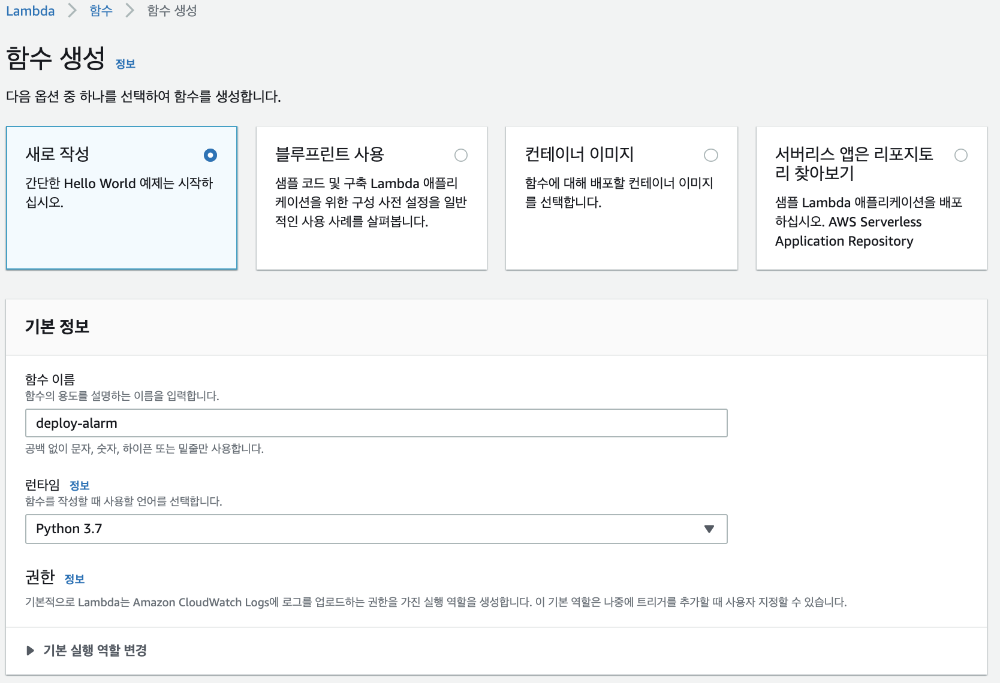 Lambda > 함수 > 함수 생성
함수 생성 정보
다음 옵션 중 하나를 선택하여 함수를 생성합니다.
새로 작성
간단한 Hello World 예제는 시작하
십시오.
블루프린트 사용
샘플 코드 및 구축 Lambda 애플리
케이션을 위한 구성 사전 설정을 일반
적인 사용 사례를 살펴봅니다.
컨테이너 이미지
함수에 대해 배포할 컨테이너 이미지
를 선택합니다.
서버리스 앱은 리포지토
리 찾아보기
샘플 Lambda 애플리케이션을 배포
하십시오. AWS Serverless
Application Repository
기본 정보
함수 이름
함수의 용도를 설명하는 이름을 입력합니다.
deploy-alarm
공백 없이 문자, 숫자, 하이픈 또는 밑줄만 사용합니다.
런타임 정보
함수를 작성할 때 사용할 언어를 선택합니다.
Python 3.7
권한 정보
기본적으로 Lambda는 Amazon CloudWatch Logs에 로그를 업로드하는 권한을 가진 실행 역할을 생성합니다. 이 기본 역할은 나중에 트리거를 추가할 때 사용자 지정할 수 있습니다.
기본 실행 역할 변경